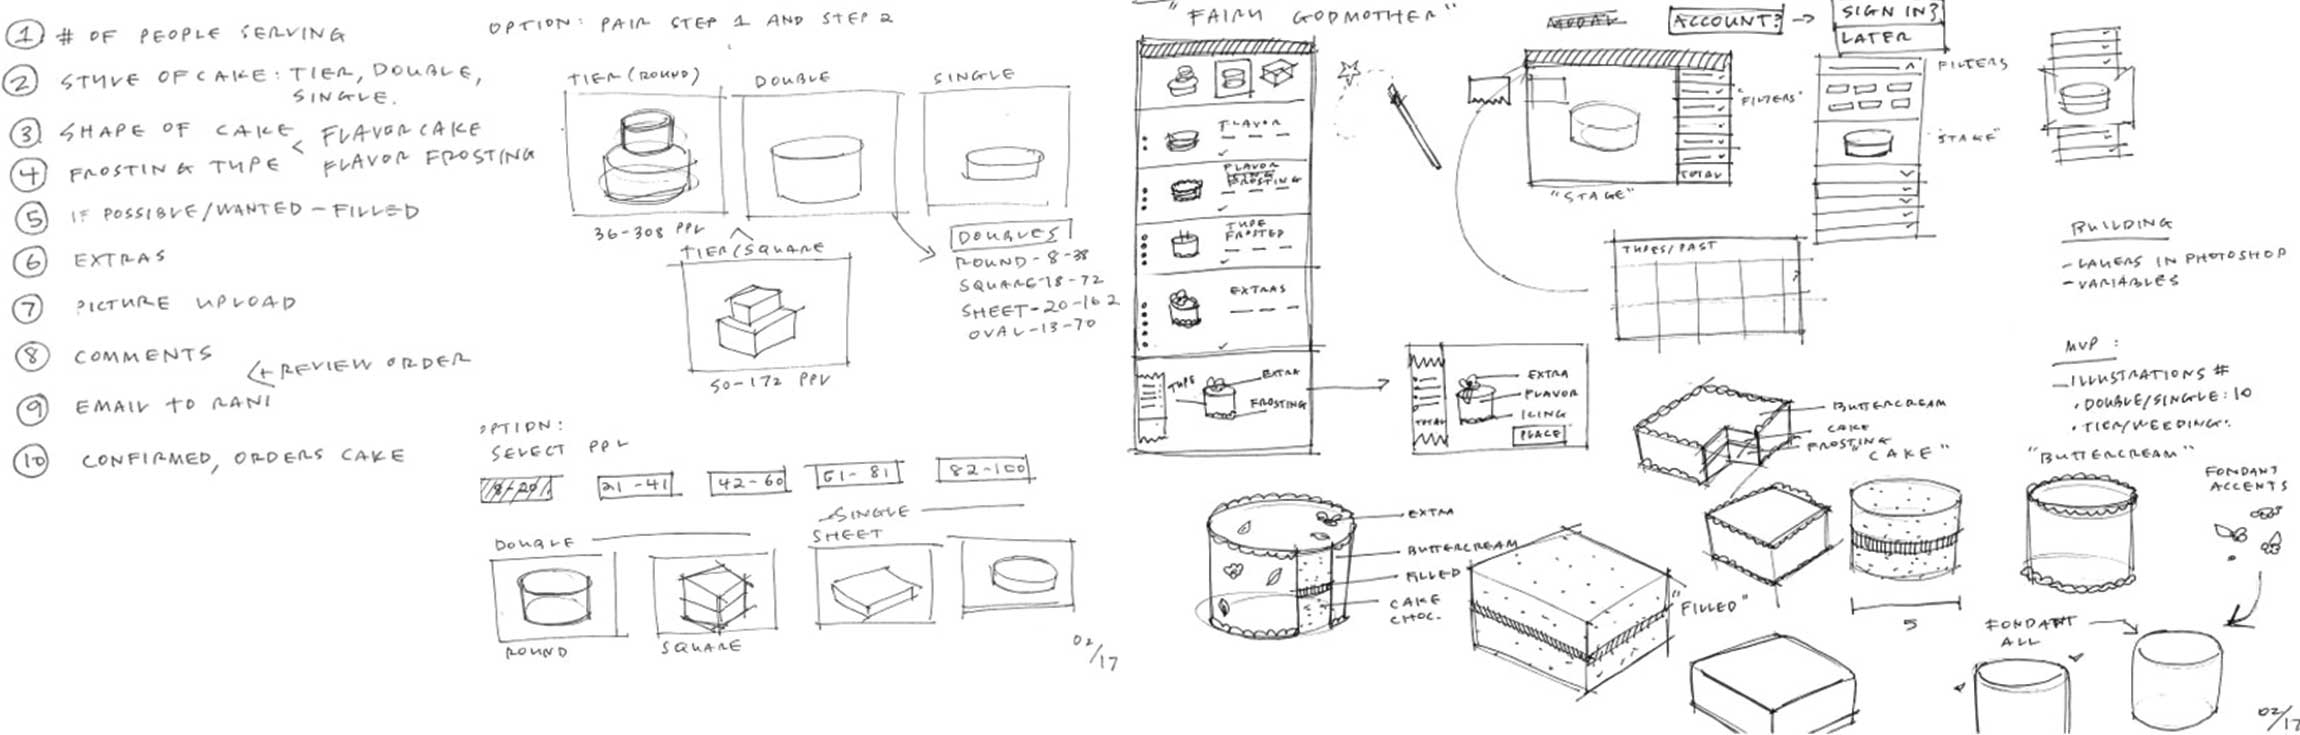 1 # OF PEOPLE SERVING
2 STYLE OF CAKE: TIER, DOUBLE,
SINGLE.
3 SHAPE OF CAKE
4 FROSTING TYPE < FLAVOR CAKE
FLAVOR FROSTING
5 IF POSSIBLE/WANTED - FILLED
6 EXTRAS
7 PICTURE UPLOAD
8 COMMENTS
+ REVIEW ORDER
9 EMAIL TO RANI
10 CONFIRMED, ORDERS CAKE
OPTION: PAIR STEP 1 AND STEP 2
TIER (ROUND)
DOUBLE
SINGLE
36-308 PPL
TIER/SQUARE
50-172 PPL
DOUBLES
ROUND - 8-38
SQUARE-18-72
SHEET-20-162
OVAL-13-70
OPTION:
SELECT PPL
8-20
21-41
42-60
61-81
82-100
DOUBLE
SINGLE
SHEET
ROUND
SQUARE
02/17
"FAIRY GODMOTHER"
FLAVOR
FLAVOR
FROSTING
TYPE
FROSTED
EXTRAS
TYPE
EXTRA
FROSTING
MODAL
ACCOUNT? →
SIGN IN?
LATER
"FILTERS"
TOTAL
"STAGE"
FILTERS
"STAGE"
TYPES/PAST
?
TOTAL
EXTRA
FLAVOR
ICING
PLACE
BUILDING
- LAYERS IN PHOTOSHOP
- VARIABLES
MVP:
- ILLUSTRATIONS #
• DOUBLE/SINGLE: 10
• TIER/WEDDING:
BUTTERCREAM
CAKE
FROSTING
"CAKE"
"BUTTERCREAM"
FONDANT
ACCENTS
EXTRA
BUTTERCREAM
FILLED
CAKE
CHOC.
"FILLED"
5
FONDANT
ALL
02/17